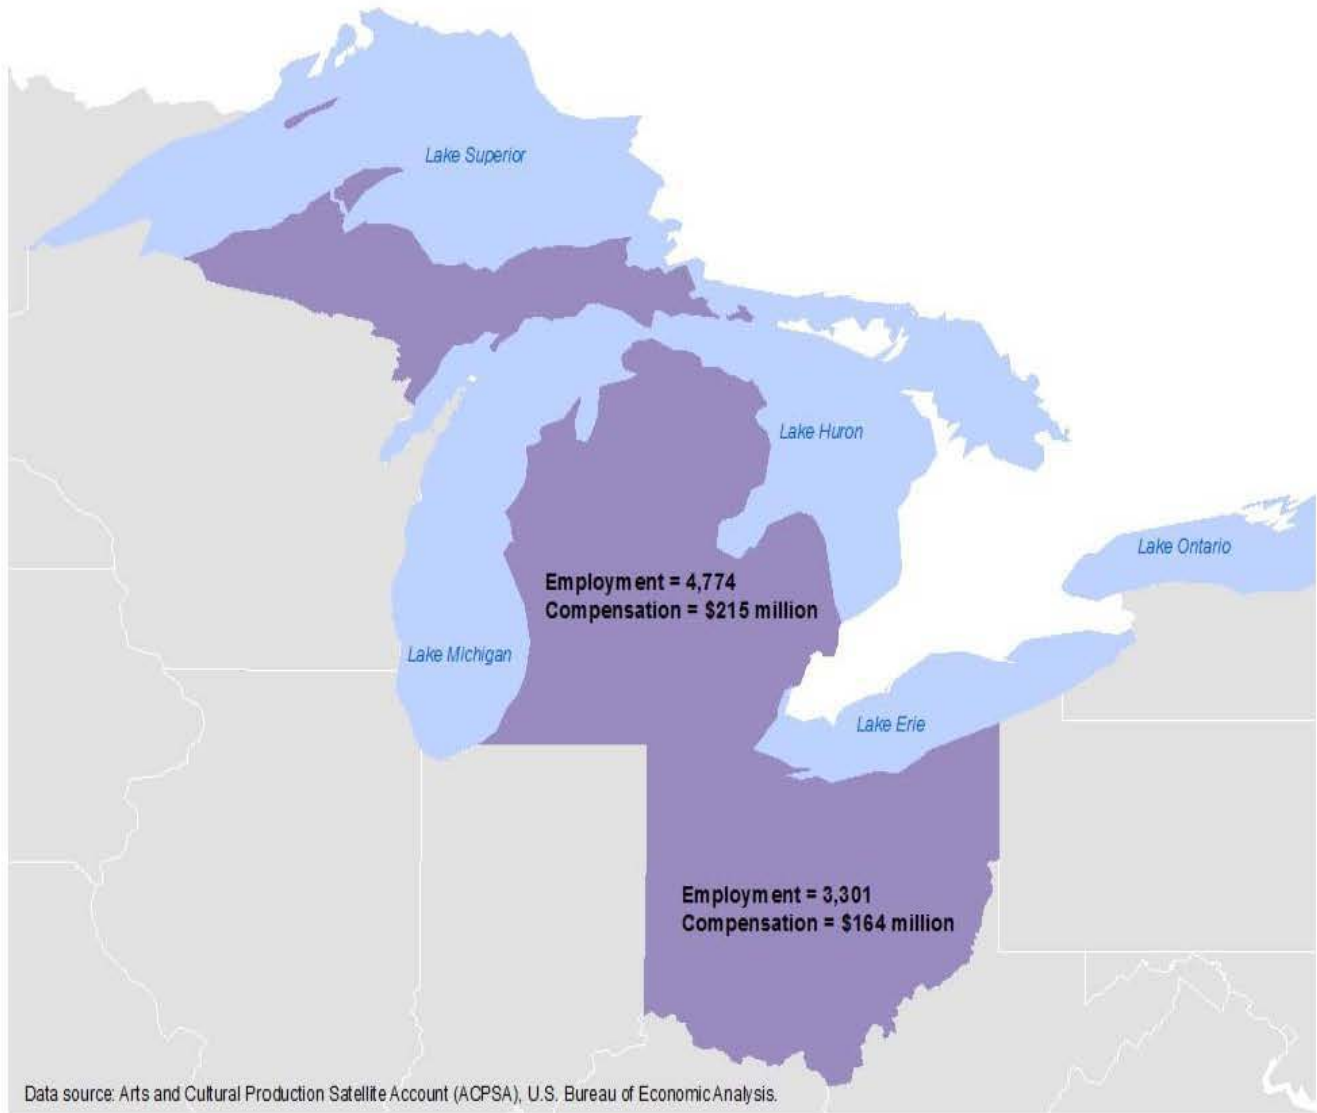 Lake Superior
Lake Huron
Lake Ontario
Employment = 4,774
Compensation = $215 million
Lake Michigan
Lake Erie
Employment = 3,301
Compensation = $164 million
Data source: Arts and Cultural Production Satellite Account (ACPSA), U.S. Bureau of Economic Analysis.